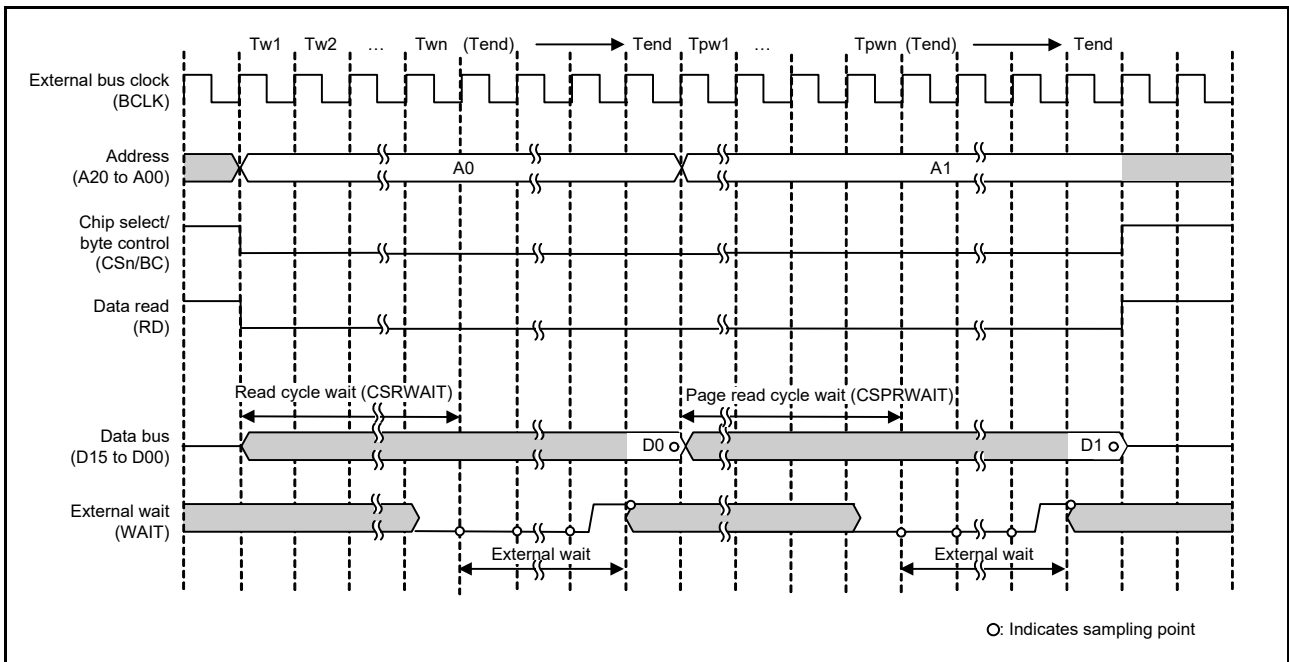 Tw1 Tw2 … Twn (Tend) Tend Tpw1 … Tpwn (Tend) Tend
External bus clock
(BCLK)
Address
(A20 to A00)
A0 A1
Chip select/
byte control
(CSn/BC)
Data read
(RD)
Read cycle wait (CSRWAIT) Page read cycle wait (CSPRWAIT)
Data bus
(D15 to D00)
D0 D1
External wait
(WAIT)
External wait External wait
O: Indicates sampling point